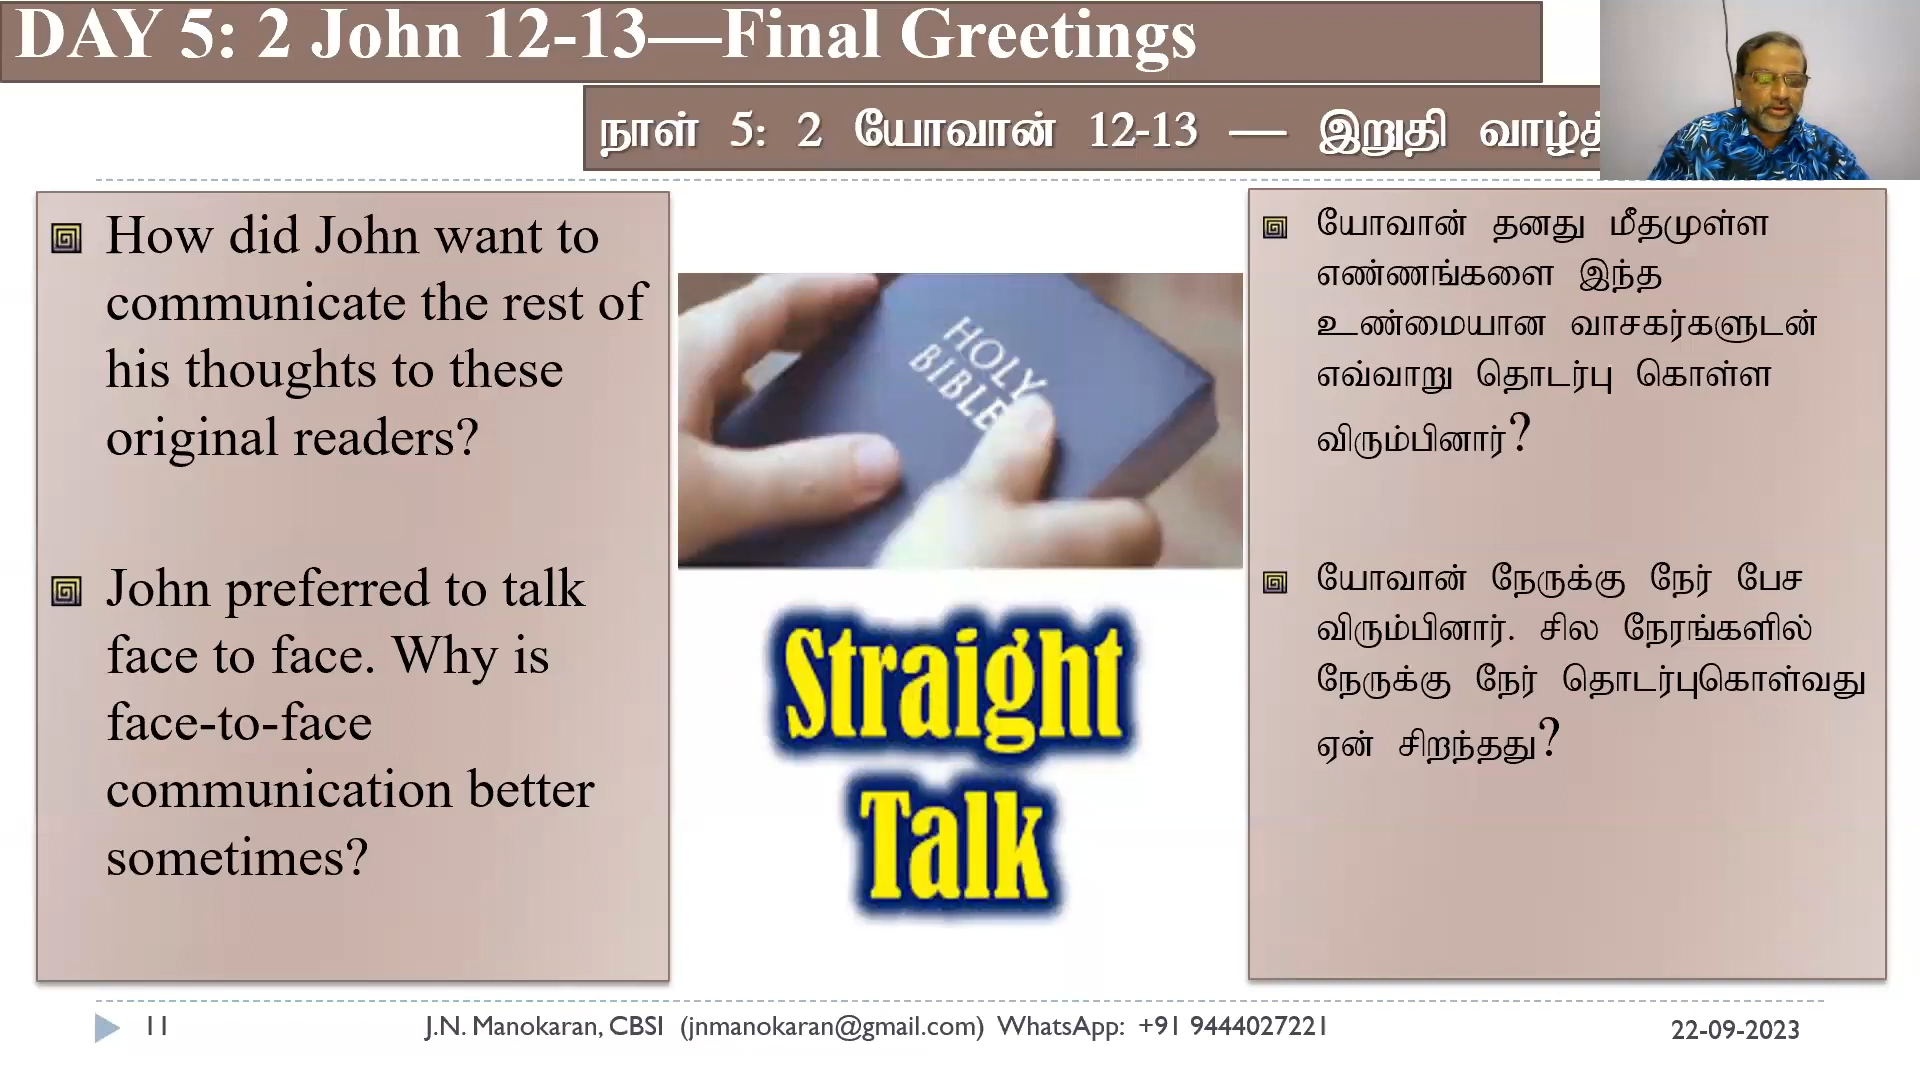 DAY 5: 2 John 12-13—Final Greetings
நாள் 5: 2 யோவான் 12-13 — இறுதி
How did John want to
communicate the rest of
his thoughts to these
original readers?
John preferred to talk
face to face. Why is
face-to-face
communication better
sometimes?
HOLY
BIBLE
Straight
Talk
யோவான் தனது மீதமுள்ள
எண்ணங்களை இந்த
உண்மையான வாசகர்களுடன்
எவ்வாறு தொடர்பு கொள்ள
விரும்பினார்?
யோவான் நேருக்கு நேர் பேச
விரும்பினார். சில நேரங்களில்
நேருக்கு நேர் தொடர்புகொள்வது
ஏன் சிறந்தது?
11
J.N. Manokaran, CBSI (jnmanokaran@gmail.com) WhatsApp: +91 9444027221
22-09-2023